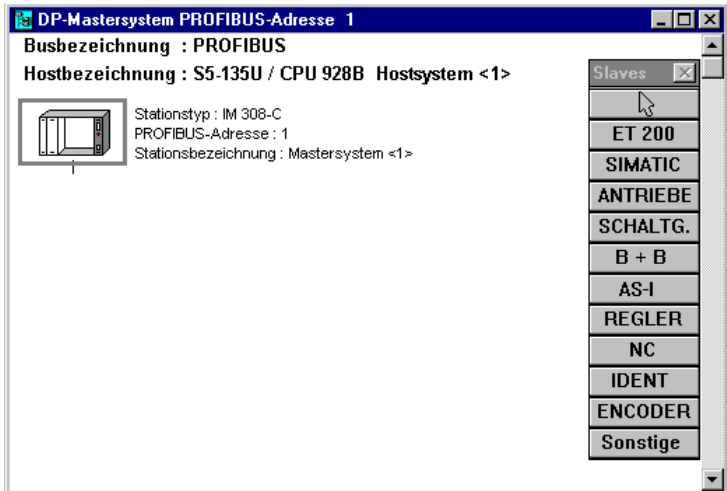 DP-Mastersystem PROFIBUS-Adresse 1
Busbezeichnung : PROFIBUS
Hostbezeichnung : S5-135U / CPU 928B Hostsystem <1>
Stationstyp : IM 308-C
PROFIBUS-Adresse : 1
Stationsbezeichnung : Mastersystem <1>
Slaves
ET 200
SIMATIC
ANTRIEBE
SCHALTG.
B + B
AS-I
REGLER
NC
IDENT
ENCODER
Sonstige